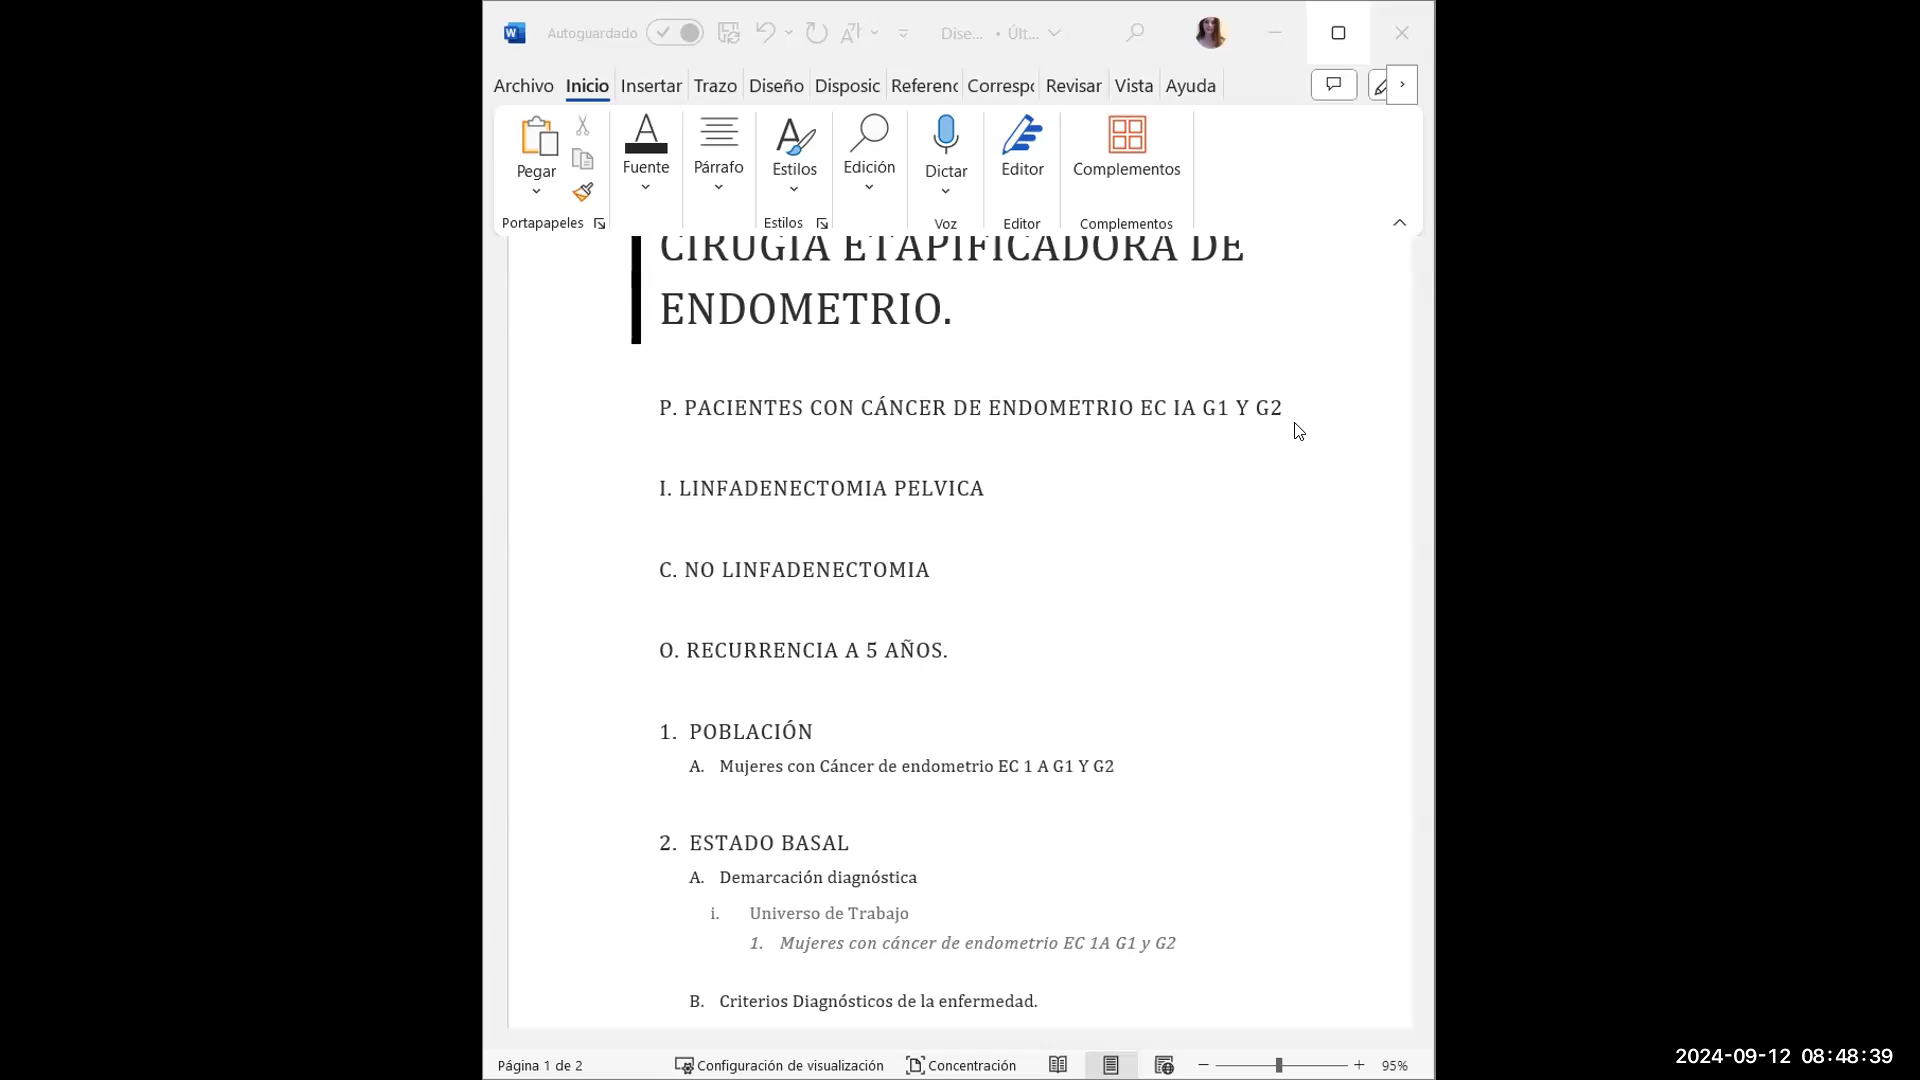 Autoguardado
Dise... • Últ...
Archivo Inicio Insertar Trazo Diseño Disposic Referenc Correspo Revisar Vista Ayuda
Pegar Fuente Párrafo Estilos Edición Dictar Editor Complementos
Portapapeles Estilos Voz Editor Complementos
CIRUGÍA ETAPIFICADORA DE
ENDOMETRIO.
P. PACIENTES CON CÁNCER DE ENDOMETRIO EC IA G1 Y G2
I. LINFADENECTOMIA PELVICA
C. NO LINFADENECTOMIA
O. RECURRENCIA A 5 AÑOS.
1. POBLACIÓN
A. Mujeres con Cáncer de endometrio EC 1 A G1 Y G2
2. ESTADO BASAL
A. Demarcación diagnóstica
i. Universo de Trabajo
1. Mujeres con cáncer de endometrio EC 1A G1 y G2
B. Criterios Diagnósticos de la enfermedad.
Página 1 de 2 Configuración de visualización Concentración 95%
2024-09-12 08:48:39